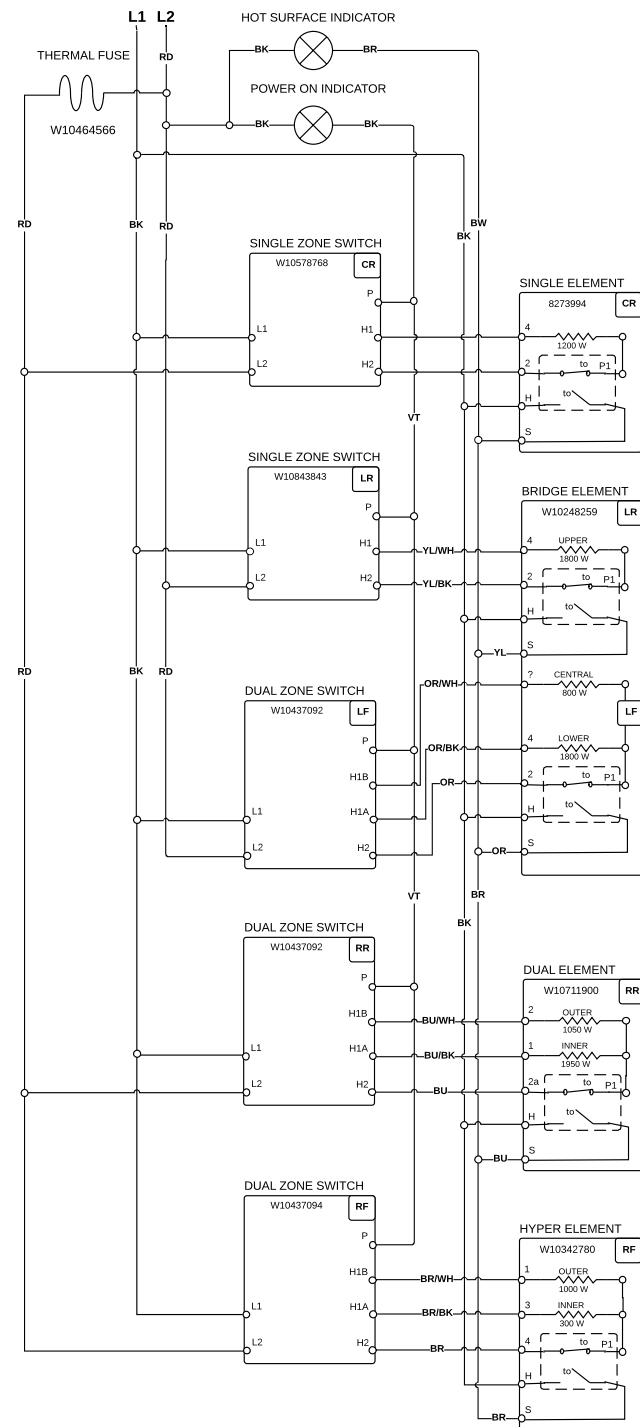 L1 L2
HOT SURFACE INDICATOR
RD
BK
BR
THERMAL FUSE
POWER ON INDICATOR
BK
BK
W10464566
RD
BK
RD
BK
BW
SINGLE ZONE SWITCH
W10578768
CR
P
L1
H1
L2
H2
SINGLE ELEMENT
8273994
CR
4
1200 W
to
2
P1
H
to
S
VT
SINGLE ZONE SWITCH
W10843843
LR
P
L1
H1
L2
H2
YL/WH
YL/BK
BRIDGE ELEMENT
W10248259
LR
4
UPPER
1800 W
2
to
P1
H
to
YL
S
RD
BK
RD
OR/WH
?
CENTRAL
800 W
LF
OR/BK
4
LOWER
1800 W
OR
2
to
P1
H
to
OR
S
DUAL ZONE SWITCH
W10437092
LF
P
H1B
L1
H1A
L2
H2
VT
BR
BK
DUAL ZONE SWITCH
W10437092
RR
P
H1B
L1
H1A
L2
H2
BU/WH
BU/BK
BU
DUAL ELEMENT
W10711900
RR
2
OUTER
1050 W
1
INNER
1950 W
2a
to
P1
H
to
BU
S
DUAL ZONE SWITCH
W10437094
RF
P
H1B
L1
H1A
L2
H2
BR/WH
BR/BK
BR
HYPER ELEMENT
W10342780
RF
1
OUTER
1000 W
3
INNER
300 W
4
to
P1
H
to
BR
S